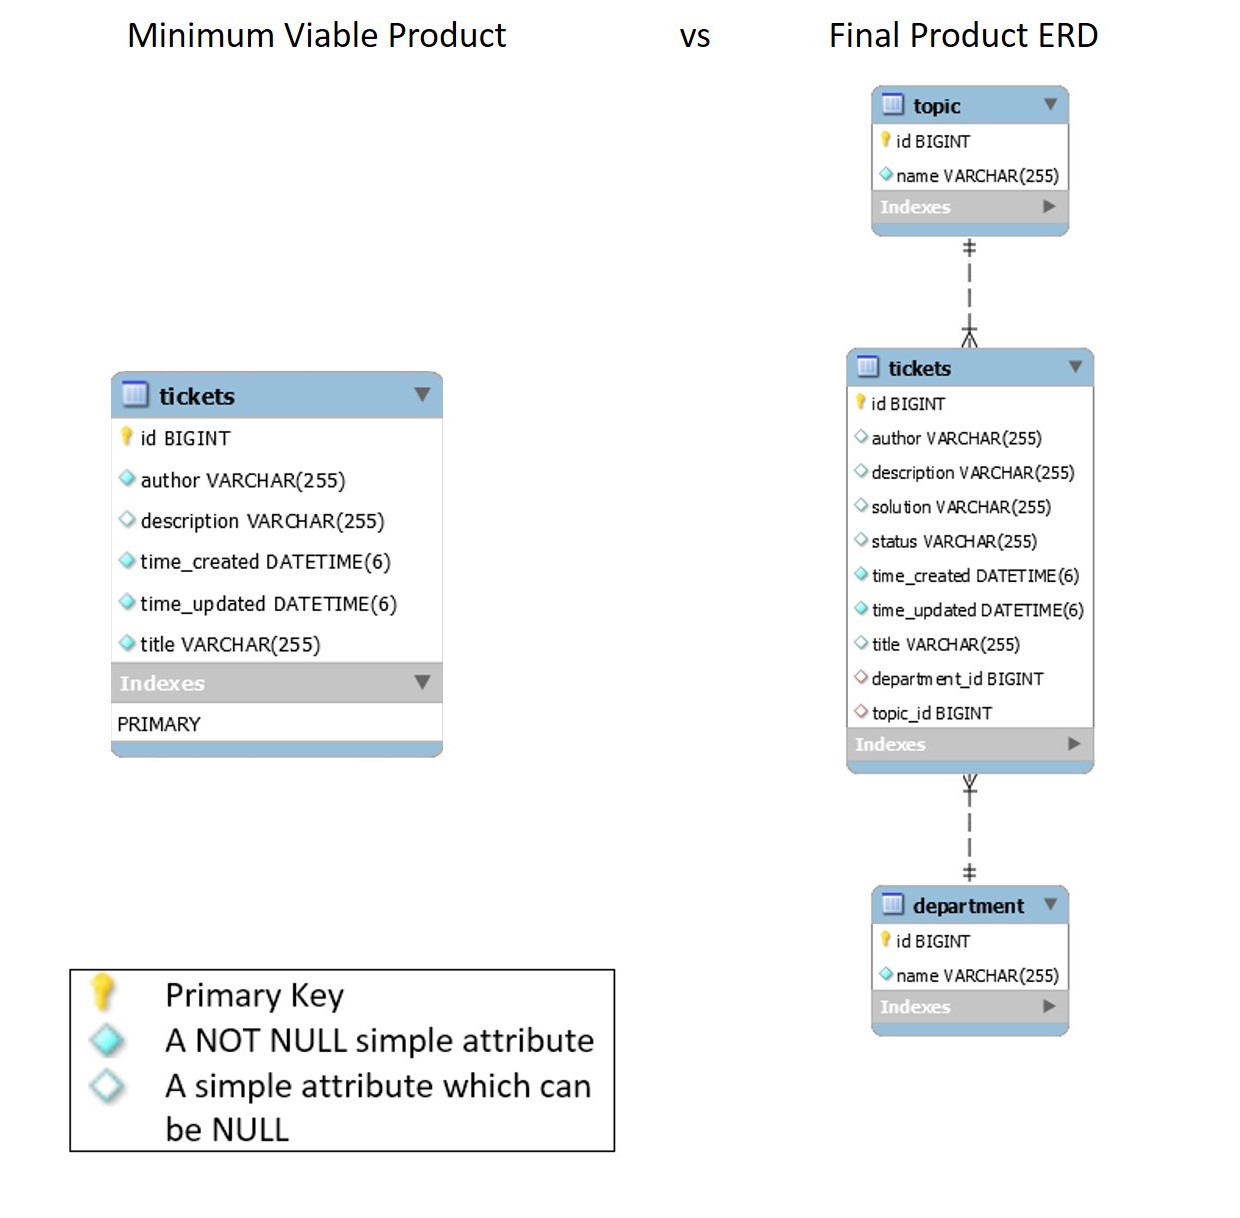 Minimum Viable Product
vs
Final Product ERD
tickets
id BIGINT
author VARCHAR(255)
description VARCHAR(255)
time_created DATETIME(6)
time_updated DATETIME(6)
title VARCHAR(255)
Indexes
PRIMARY
topic
id BIGINT
name VARCHAR(255)
Indexes
tickets
id BIGINT
author VARCHAR(255)
description VARCHAR(255)
solution VARCHAR(255)
status VARCHAR(255)
time_created DATETIME(6)
time_updated DATETIME(6)
title VARCHAR(255)
department_id BIGINT
topic_id BIGINT
Indexes
department
id BIGINT
name VARCHAR(255)
Indexes
Primary Key
A NOT NULL simple attribute
A simple attribute which can
be NULL